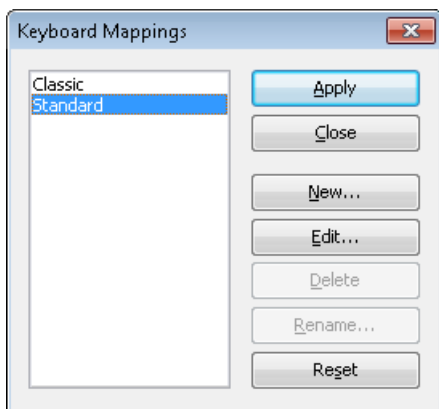 Keyboard Mappings
Classic
Standard
Apply
Close
New...
Edit...
Delete
Rename...
Reset